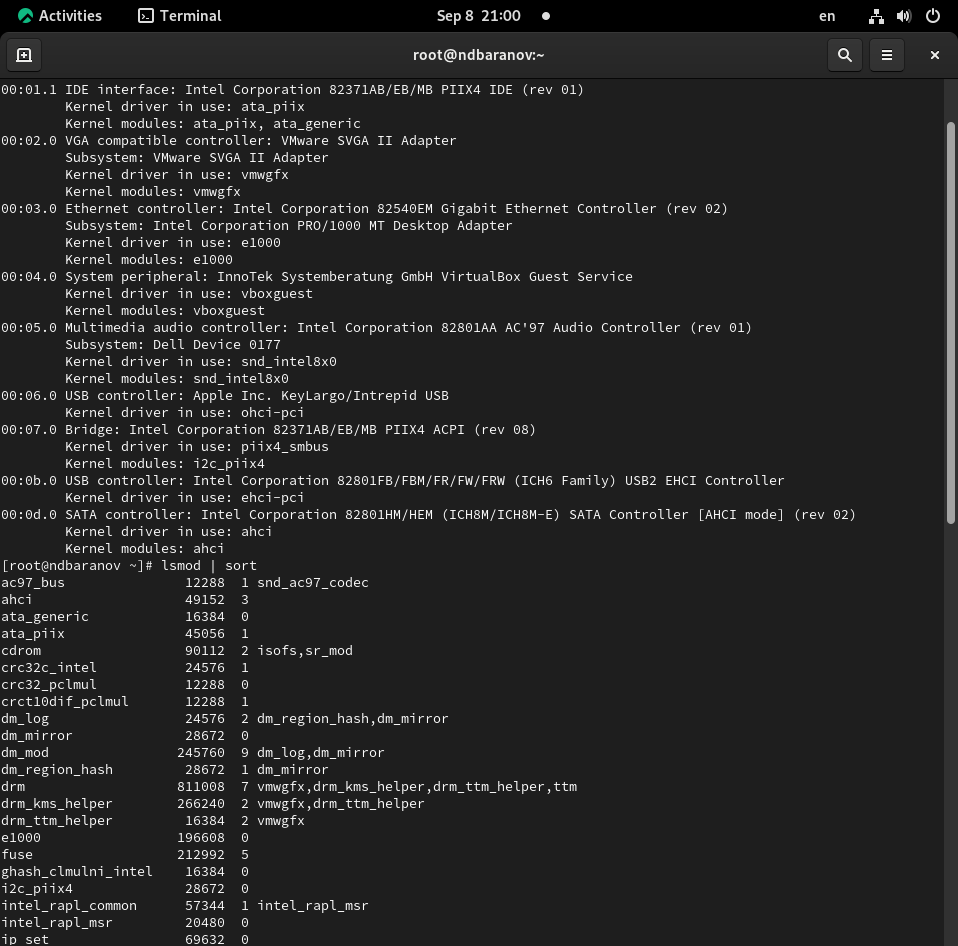 Activities Terminal Sep 8 21:00 en
root@ndbaranov:~
00:01.1 IDE interface: Intel Corporation 82371AB/EB/MB PIIX4 IDE (rev 01)
        Kernel driver in use: ata_piix
        Kernel modules: ata_piix, ata_generic
00:02.0 VGA compatible controller: VMware SVGA II Adapter
        Subsystem: VMware SVGA II Adapter
        Kernel driver in use: vmwgfx
        Kernel modules: vmwgfx
00:03.0 Ethernet controller: Intel Corporation 82540EM Gigabit Ethernet Controller (rev 02)
        Subsystem: Intel Corporation PRO/1000 MT Desktop Adapter
        Kernel driver in use: e1000
        Kernel modules: e1000
00:04.0 System peripheral: InnoTek Systemberatung GmbH VirtualBox Guest Service
        Kernel driver in use: vboxguest
        Kernel modules: vboxguest
00:05.0 Multimedia audio controller: Intel Corporation 82801AA AC'97 Audio Controller (rev 01)
        Subsystem: Dell Device 0177
        Kernel driver in use: snd_intel8x0
        Kernel modules: snd_intel8x0
00:06.0 USB controller: Apple Inc. KeyLargo/Intrepid USB
        Kernel driver in use: ohci-pci
00:07.0 Bridge: Intel Corporation 82371AB/EB/MB PIIX4 ACPI (rev 08)
        Kernel driver in use: piix4_smbus
        Kernel modules: i2c_piix4
00:0b.0 USB controller: Intel Corporation 82801FB/FBM/FR/FW/FRW (ICH6 Family) USB2 EHCI Controller
        Kernel driver in use: ehci-pci
00:0d.0 SATA controller: Intel Corporation 82801HM/HEM (ICH8M/ICH8M-E) SATA Controller [AHCI mode] (rev 02)
        Kernel driver in use: ahci
        Kernel modules: ahci
[root@ndbaranov ~]# lsmod | sort
ac97_bus               12288  1 snd_ac97_codec
ahci                   49152  3
ata_generic            16384  0
ata_piix               45056  1
cdrom                  90112  2 isofs,sr_mod
crc32c_intel           24576  1
crc32_pclmul           12288  0
crct10dif_pclmul       12288  1
dm_log                 24576  2 dm_region_hash,dm_mirror
dm_mirror              28672  0
dm_mod                245760  9 dm_log,dm_mirror
dm_region_hash         28672  1 dm_mirror
drm                   811008  7 vmwgfx,drm_kms_helper,drm_ttm_helper,ttm
drm_kms_helper        266240  2 vmwgfx,drm_ttm_helper
drm_ttm_helper         16384  2 vmwgfx
e1000                 196608  0
fuse                  212992  5
ghash_clmulni_intel    16384  0
i2c_piix4              28672  0
intel_rapl_common      57344  1 intel_rapl_msr
intel_rapl_msr         20480  0
ip_set                 69632  0